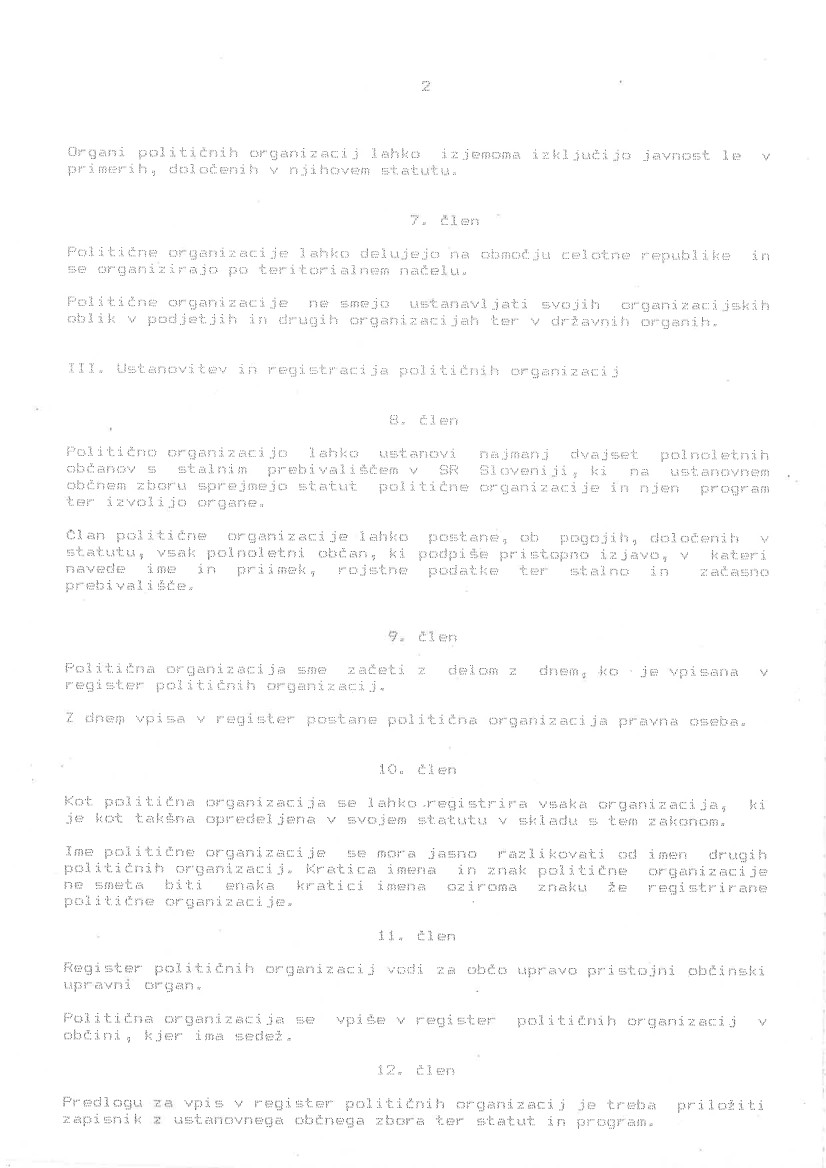 2
Organi političnih organizacij lahko izjemoma izključijo javnost le v
primerih, določenih v njihovem statutu.
7. člen
Politične organizacije lahko delujejo na območju celotne republike in
se organizirajo po teritorialnem načelu.
Politične organizacije ne smejo ustanavljati svojih organizacijskih
oblik v podjetjih in drugih organizacijah ter v državnih organih.
III. Ustanovitev in registracija političnih organizacij
8. člen
Politično organizacijo lahko ustanovi najmanj dvajset polnoletnih
občanov s stalnim prebivališčem v SR Sloveniji, ki na ustanovnem
občnem zboru sprejmejo statut politične organizacije in njen program
ter izvolijo organe.
Član politične organizacije lahko postane, ob pogojih, določenih v
statutu, vsak polnoletni občan, ki podpiše pristopno izjavo, v kateri
navede ime in priimek, rojstne podatke ter stalno in začasno
prebivališče.
9. člen
Politična organizacija sme začeti z delom z dnem, ko je vpisana v
register političnih organizacij.
Z dnem vpisa v register postane politična organizacija pravna oseba.
10. člen
Kot politična organizacija se lahko registrira vsaka organizacija, ki
je kot takšna opredeljena v svojem statutu v skladu s tem zakonom.
Ime politične organizacije se mora jasno razlikovati od imen drugih
političnih organizacij. Kratica imena in znak politične organizacije
ne smeta biti enaka kratici imena oziroma znaku že registrirane
politične organizacije.
11. člen
Register političnih organizacij vodi za občo upravo pristojni občinski
upravni organ.
Politična organizacija se vpiše v register političnih organizacij v
občini, kjer ima sedež.
12. člen
Predlogu za vpis v register političnih organizacij je treba priložiti
zapisnik z ustanovnega občnega zbora ter statut in program.